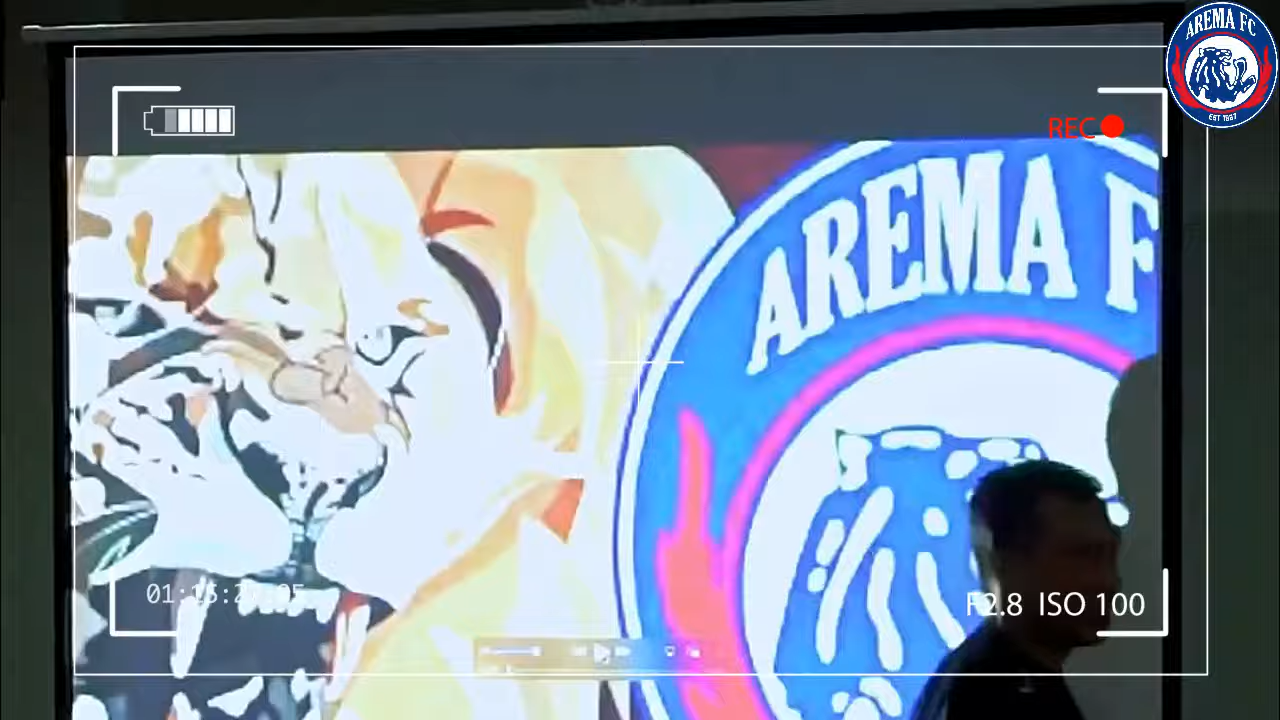 AREMA FC
EST 1987
REC
AREMA F
F2.8 ISO 100